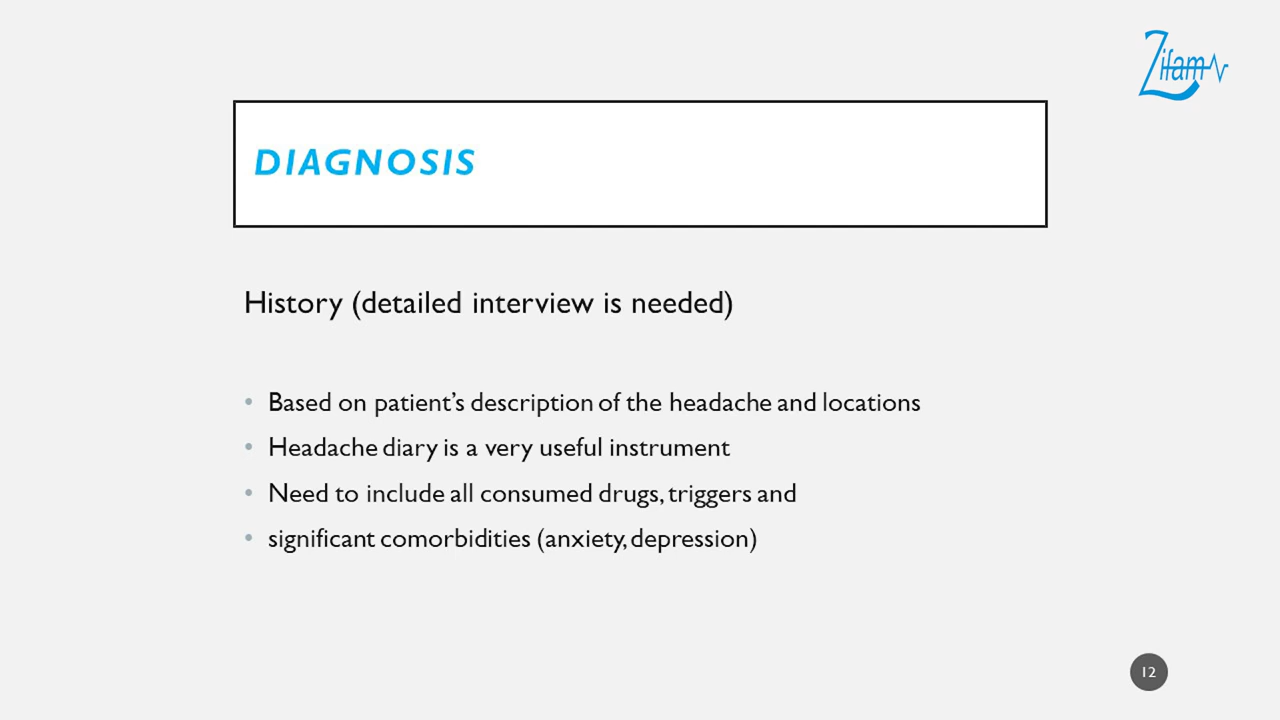 Zifam
DIAGNOSIS
History (detailed interview is needed)
• Based on patient’s description of the headache and locations
• Headache diary is a very useful instrument
• Need to include all consumed drugs, triggers and
• significant comorbidities (anxiety, depression)
12